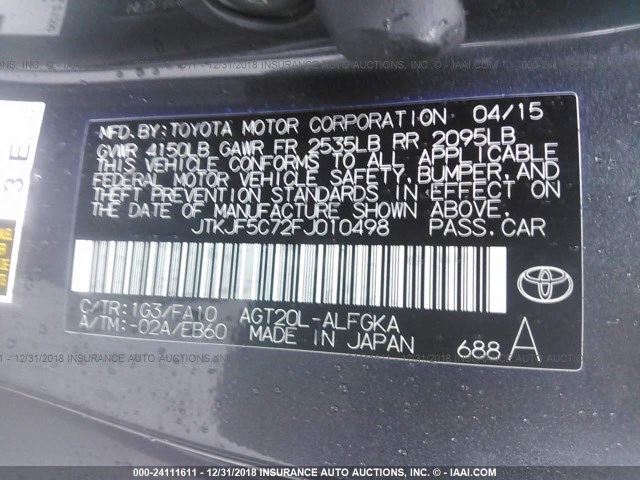 MFD. BY: TOYOTA MOTOR CORPORATION 04/15
GVWR 4150LB GAWR FR 2535LB RR 2095LB
THIS VEHICLE CONFORMS TO ALL APPLICABLE
FEDERAL MOTOR VEHICLE SAFETY, BUMPER, AND
THEFT PREVENTION STANDARDS IN EFFECT ON
THE DATE OF MANUFACTURE SHOWN ABOVE.
JTKJF5C72FJ010498 PASS. CAR
C/TR: 1G3/FA10 AGT20L-ALFGKA
A/TM: -02A/EB60 MADE IN JAPAN
688 A
3E
000-24111611 - 12/31/2018 - INSURANCE AUTO AUCTIONS - IAAI.COM